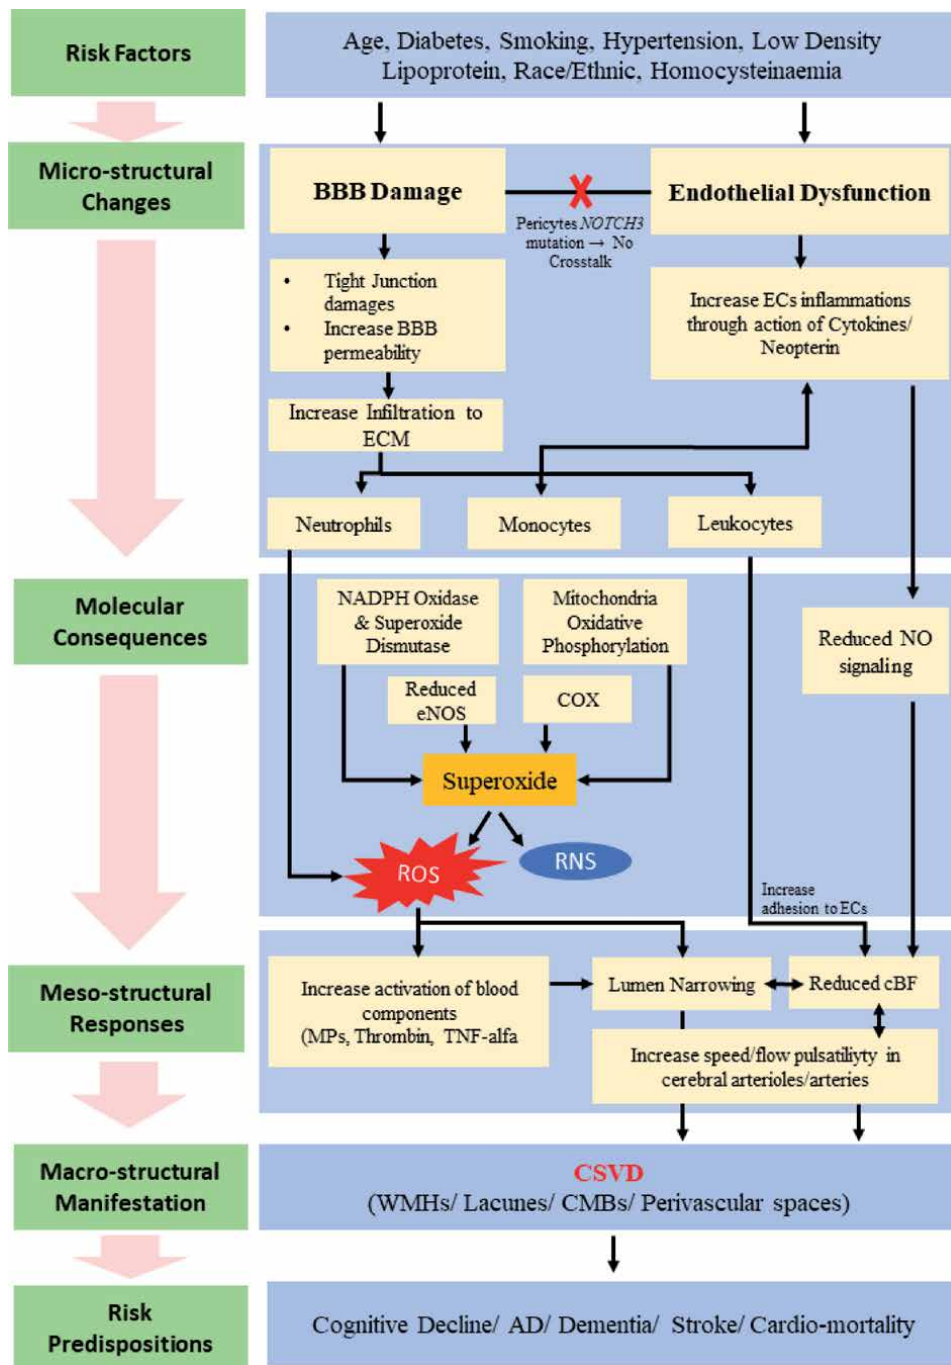 Risk Factors
Age, Diabetes, Smoking, Hypertension, Low Density
Lipoprotein, Race/Ethnic, Homocysteinaemia
Micro-structural
Changes
BBB Damage
Endothelial Dysfunction
Pericytes NOTCH3
mutation → No
Crosstalk
• Tight Junction
damages
• Increase BBB
permeability
Increase ECs inflammations
through action of Cytokines/
Neopterin
Increase Infiltration to
ECM
Neutrophils
Monocytes
Leukocytes
Molecular
Consequences
NADPH Oxidase
& Superoxide
Dismutase
Mitochondria
Oxidative
Phosphorylation
Reduced NO
signaling
Reduced
eNOS
COX
Superoxide
ROS
RNS
Increase
adhesion to ECs
Meso-structural
Responses
Increase activation of blood
components
(MPs, Thrombin, TNF-alfa
Lumen Narrowing
Reduced cBF
Increase speed/flow pulsatiliyty in
cerebral arterioles/arteries
Macro-structural
Manifestation
CSVD
(WMHs/ Lacunes/ CMBs/ Perivascular spaces)
Risk
Predispositions
Cognitive Decline/ AD/ Dementia/ Stroke/ Cardio-mortality